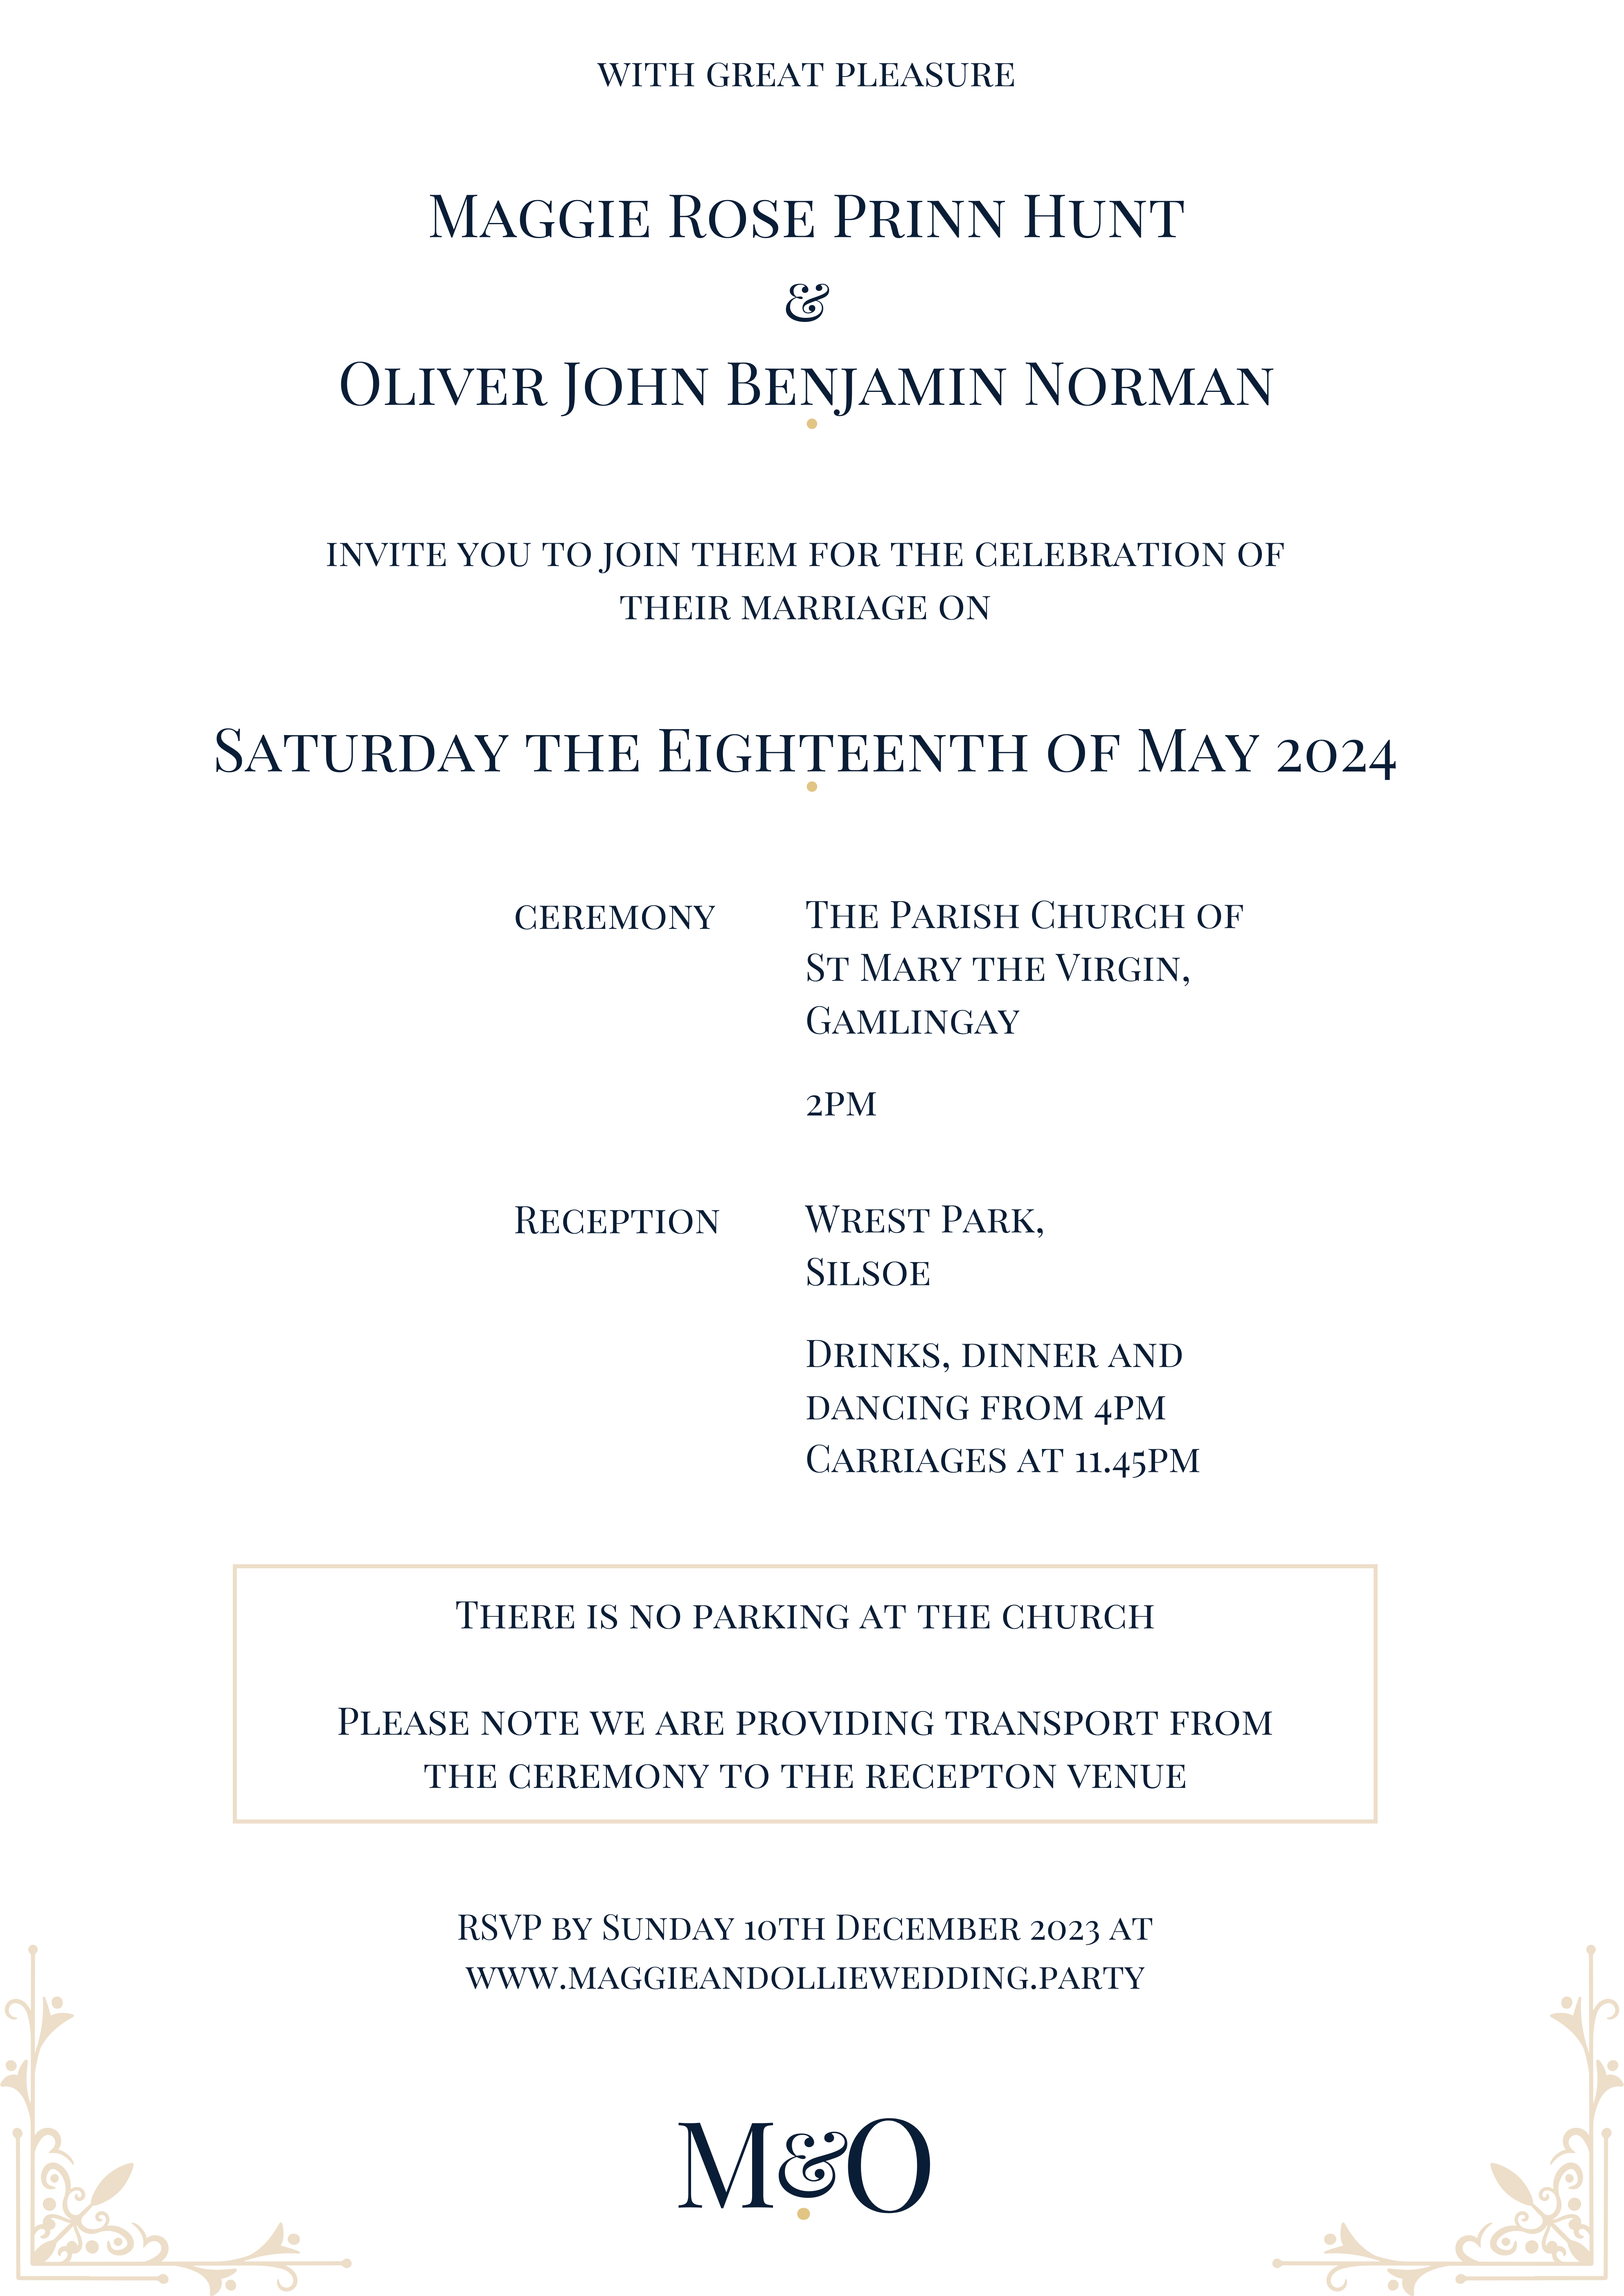 with great pleasure
Maggie Rose Prinn Hunt
&
Oliver John Benjamin Norman
invite you to join them for the celebration of
their marriage on
Saturday the Eighteenth of May 2024
ceremony
The Parish Church of
St Mary the Virgin,
Gamlingay
2pm
Reception
Wrest Park,
Silsoe
Drinks, dinner and
dancing from 4pm
Carriages at 11.45pm
There is no parking at the church
Please note we are providing transport from
the ceremony to the recepton venue
RSVP by Sunday 10th December 2023 at
www.maggieandolliewedding.party
M&O